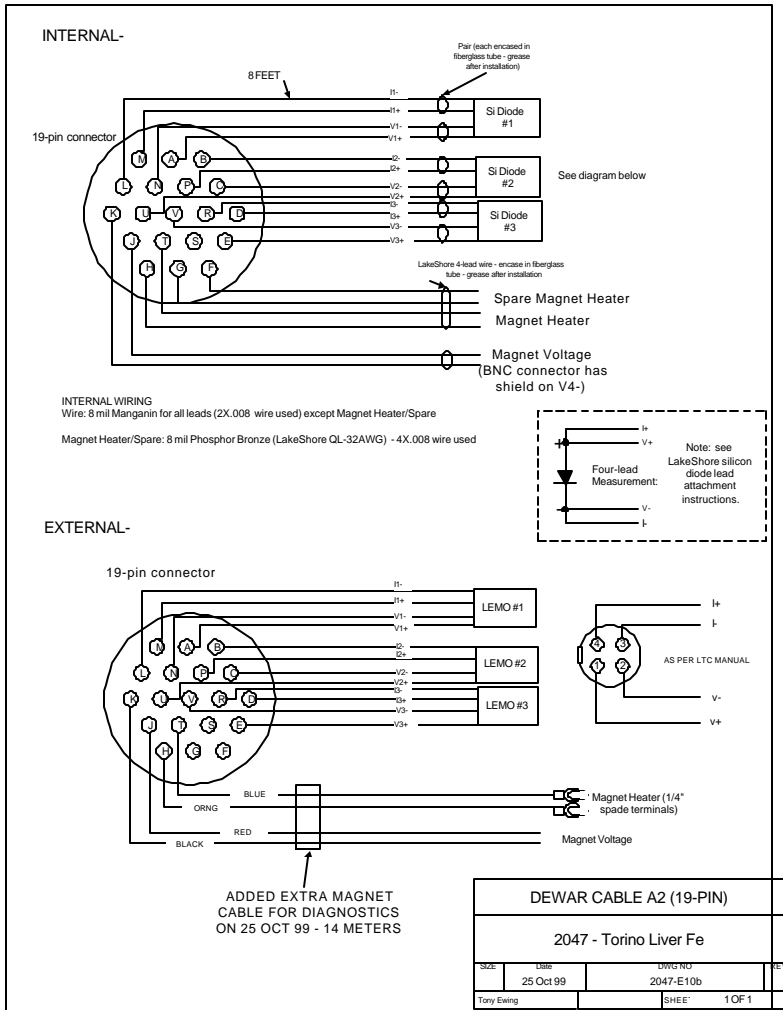 INTERNAL-
Pair (each encased in
fiberglass tube - grease
after installation)
8 FEET
19-pin connector
I1-
I1+
V1-
V1+
Si Diode
#1
I2-
I2+
V2-
V2+
Si Diode
#2
See diagram below
I3-
I3+
V3-
V3+
Si Diode
#3
M A B
L N P C
K U V R D
J T S E
H G F
LakeShore 4-lead wire - encase in fiberglass
tube - grease after installation
Spare Magnet Heater
Magnet Heater
Magnet Voltage
(BNC connector has
shield on V4-)
INTERNAL WIRING
Wire: 8 mil Manganin for all leads (2X.008 wire used) except Magnet Heater/Spare
Magnet Heater/Spare: 8 mil Phosphor Bronze (LakeShore QL-32AWG) - 4X.008 wire used
I+
V+
+
Four-lead
Measurement:
-
V-
I-
Note: see
LakeShore silicon
diode lead
attachment
instructions.
EXTERNAL-
19-pin connector
I1-
I1+
V1-
V1+
LEMO #1
I2-
I2+
V2-
V2+
LEMO #2
I3-
I3+
V3-
V3+
LEMO #3
M A B
L N P C
K U V R D
J T S E
H G F
I+
I-
4 3
1 2
AS PER LTC MANUAL
v-
v+
BLUE
ORNG
RED
BLACK
Magnet Heater (1/4"
spade terminals)
Magnet Voltage
ADDED EXTRA MAGNET
CABLE FOR DIAGNOSTICS
ON 25 OCT 99 - 14 METERS
DEWAR CABLE A2 (19-PIN)
2047 - Torino Liver Fe
SIZE
Date
25 Oct 99
DWG NO
2047-E10b
Tony Ewing
SHEET
1 OF 1